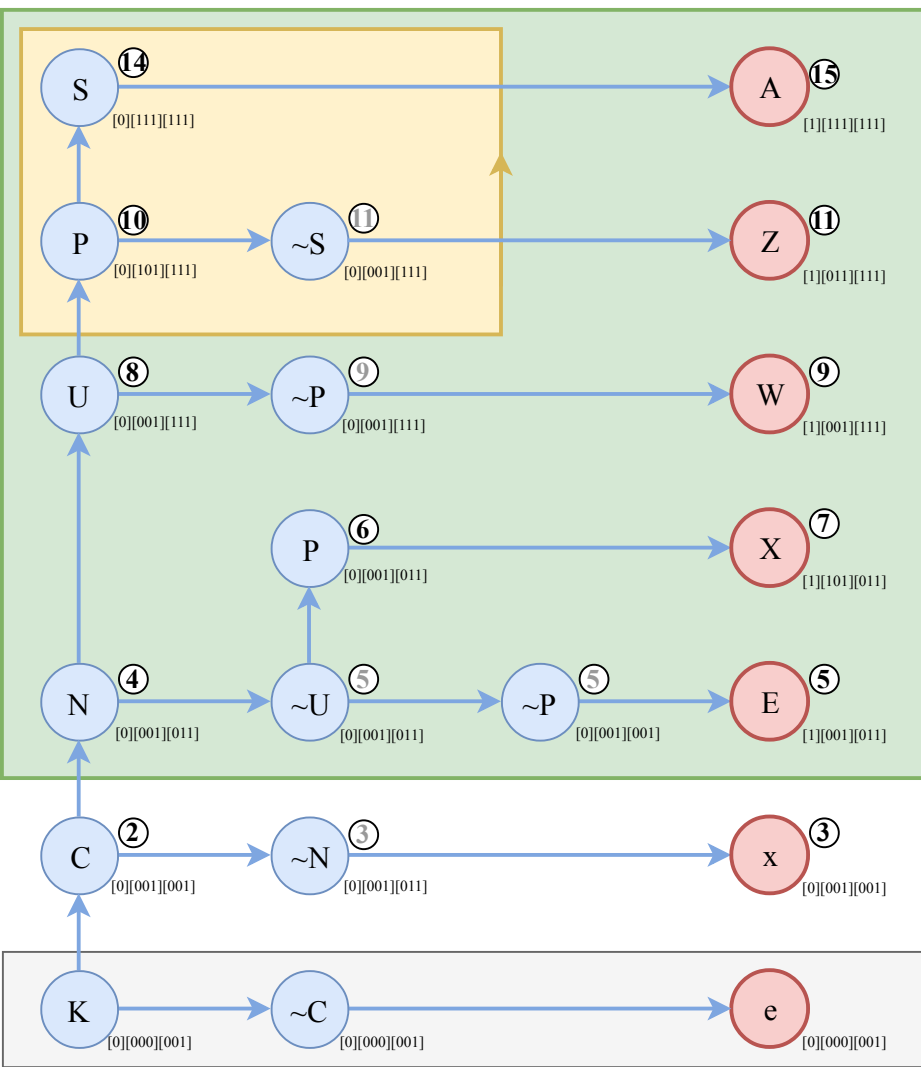 S 14 A 15
[0][111][111] [1][111][111]
P 10 ~S 11 Z 11
[0][101][111] [0][001][111] [1][011][111]
U 8 ~P 9 W 9
[0][001][111] [0][001][111] [1][001][111]
P 6 X 7
[0][001][011] [1][101][011]
N 4 ~U 5 ~P 5 E 5
[0][001][011] [0][001][011] [0][001][001] [1][001][011]
C 2 ~N 3 x 3
[0][001][001] [0][001][011] [0][001][001]
K ~C e
[0][000][001] [0][000][001] [0][000][001]